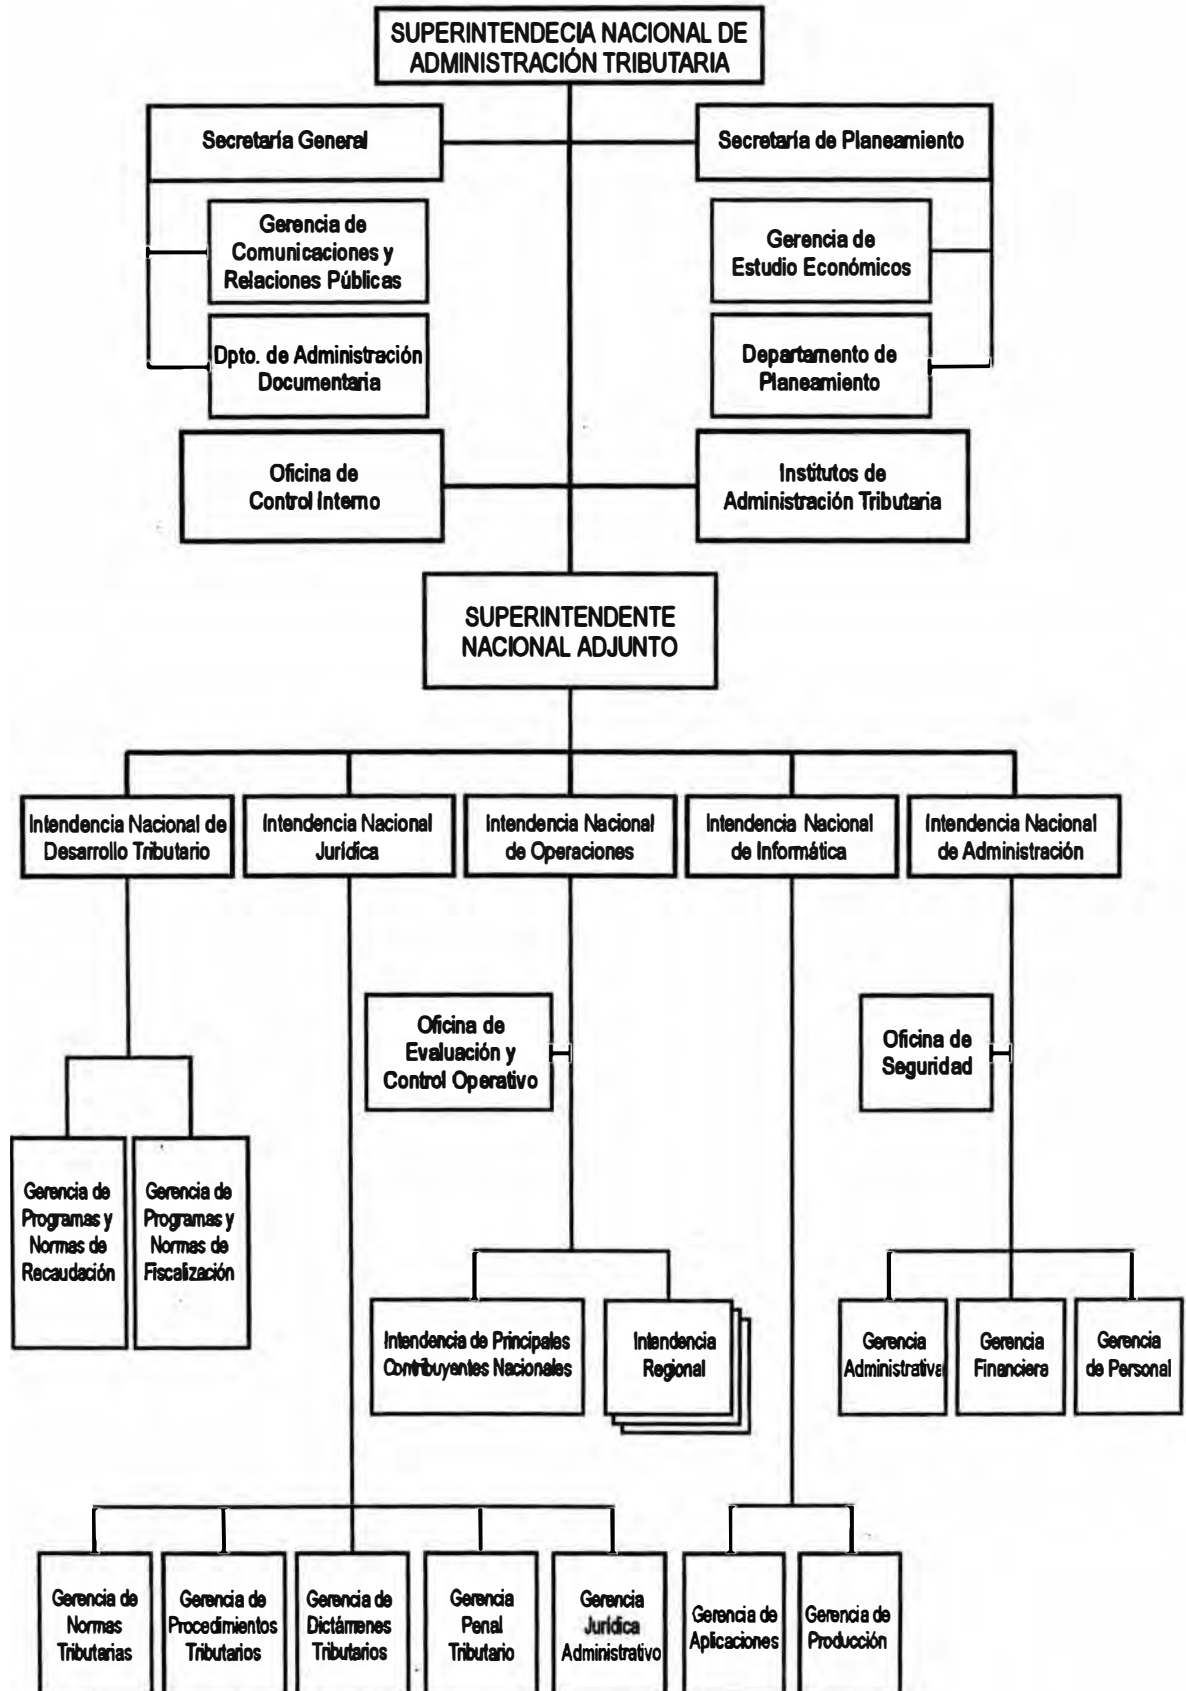 SUPERINTENDECIA NACIONAL DE
ADMINISTRACIÓN TRIBUTARIA
Secretaría General
Secretaría de Planeamiento
Gerencia de
Comunicaciones y
Relaciones Públicas
Gerencia de
Estudio Económicos
Dpto. de Administración
Documentaria
Departamento de
Planeamiento
Oficina de
Control Interno
Institutos de
Administración Tributaria
SUPERINTENDENTE
NACIONAL ADJUNTO
Intendencia Nacional de
Desarrollo Tributario
Intendencia Nacional
Jurídica
Intendencia Nacional
de Operaciones
Intendencia Nacional
de Informática
Intendencia Nacional
de Administración
Oficina de
Evaluación y
Control Operativo
Oficina de
Seguridad
Gerencia de
Programas y
Normas de
Recaudación
Gerencia de
Programas y
Normas de
Fiscalización
Intendencia de Principales
Contribuyentes Nacionales
Intendencia
Regional
Gerencia
Administrativa
Gerencia
Financiera
Gerencia
de Personal
Gerencia de
Normas
Tributarias
Gerencia de
Procedimientos
Tributarios
Gerencia de
Dictámenes
Tributarios
Gerencia
Penal
Tributario
Gerencia
Jurídica
Administrativo
Gerencia de
Aplicaciones
Gerencia de
Producción